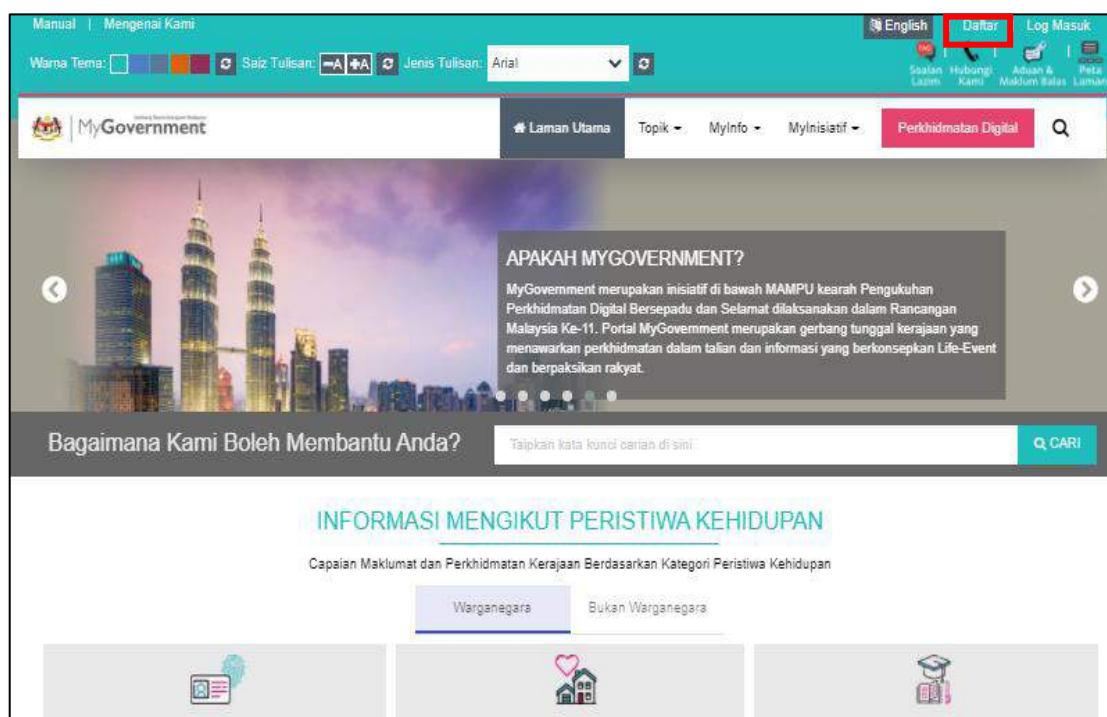 Manual | Mengenai Kami
English Daftar Log Masuk
Warna Tema: Saiz Tulisan: -A +A Jenis Tulisan: Arial
Soalan Lazim
Hubungi Kami
Aduan & Maklum Balas
Peta Laman
MyGovernment
Laman Utama Topik MyInfo MyInisiatif Perkhidmatan Digital
APAKAH MYGOVERNMENT?
MyGovernment merupakan inisiatif di bawah MAMPU kearah Pengukuhan
Perkhidmatan Digital Bersepadu dan Selamat dilaksanakan dalam Rancangan
Malaysia Ke-11. Portal MyGovernment merupakan gerbang tunggal kerajaan yang
menawarkan perkhidmatan dalam talian dan informasi yang berkonsepkan Life-Event
dan berpaksikan rakyat.
Bagaimana Kami Boleh Membantu Anda? Taipkan kata kunci carian di sini CARI
INFORMASI MENGIKUT PERISTIWA KEHIDUPAN
Capaian Maklumat dan Perkhidmatan Kerajaan Berdasarkan Kategori Peristiwa Kehidupan
Warganegara Bukan Warganegara